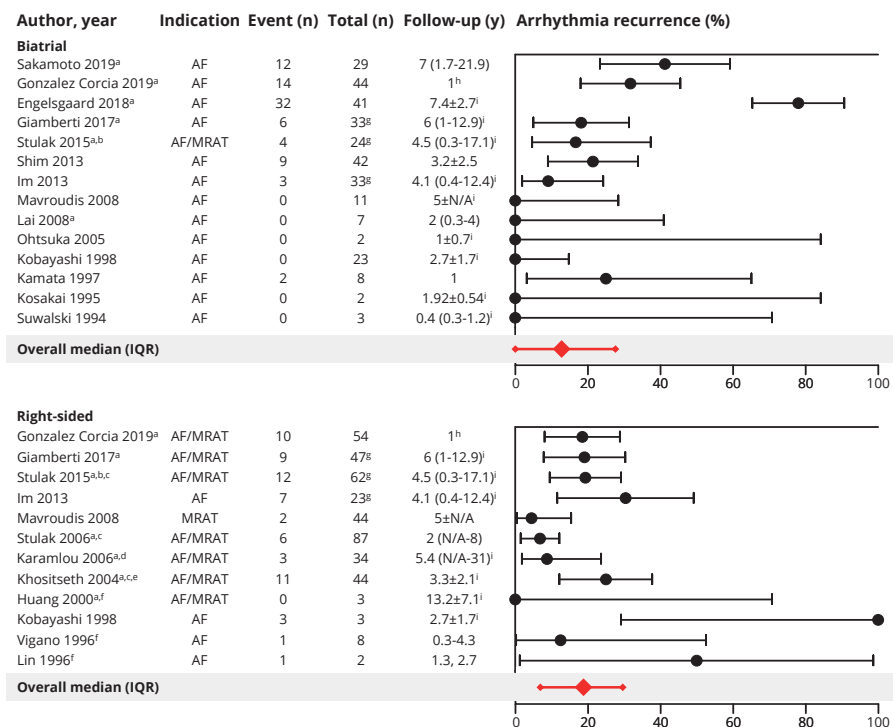 Author, year Indication Event (n) Total (n) Follow-up (y) Arrhythmia recurrence (%)
Biatrial
Sakamoto 2019ᵃ AF 12 29 7 (1.7-21.9)
Gonzalez Corcia 2019ᵃ AF 14 44 1ʰ
Engelsgaard 2018ᵃ AF 32 41 7.4±2.7ⁱ
Giamberti 2017ᵃ AF 6 33ᵍ 6 (1-12.9)ⁱ
Stulak 2015ᵃ,ᵇ AF/MRAT 4 24ᵍ 4.5 (0.3-17.1)ⁱ
Shim 2013 AF 9 42 3.2±2.5
Im 2013 AF 3 33ᵍ 4.1 (0.4-12.4)ⁱ
Mavroudis 2008 AF 0 11 5±N/Aⁱ
Lai 2008ᵃ AF 0 7 2 (0.3-4)
Ohtsuka 2005 AF 0 2 1±0.7ⁱ
Kobayashi 1998 AF 0 23 2.7±1.7ⁱ
Kamata 1997 AF 2 8 1
Kosakai 1995 AF 0 2 1.92±0.54ⁱ
Suwalski 1994 AF 0 3 0.4 (0.3-1.2)ⁱ
Overall median (IQR)
0 20 40 60 80 100
Right-sided
Gonzalez Corcia 2019ᵃ AF/MRAT 10 54 1ʰ
Giamberti 2017ᵃ AF/MRAT 9 47ᵍ 6 (1-12.9)ⁱ
Stulak 2015ᵃ,ᵇ,ᶜ AF/MRAT 12 62ᵍ 4.5 (0.3-17.1)ⁱ
Im 2013 AF 7 23ᵍ 4.1 (0.4-12.4)ⁱ
Mavroudis 2008 MRAT 2 44 5±N/A
Stulak 2006ᵃ,ᶜ AF/MRAT 6 87 2 (N/A-8)
Karamlou 2006ᵃ,ᵈ AF/MRAT 3 34 5.4 (N/A-31)ⁱ
Khositseth 2004ᵃ,ᶜ,ᵉ AF/MRAT 11 44 3.3±2.1ⁱ
Huang 2000ᵃ,ᶠ AF/MRAT 0 3 13.2±7.1ⁱ
Kobayashi 1998 AF 3 3 2.7±1.7ⁱ
Vigano 1996ᶠ AF 1 8 0.3-4.3
Lin 1996ᶠ AF 1 2 1.3, 2.7
Overall median (IQR)
0 20 40 60 80 100